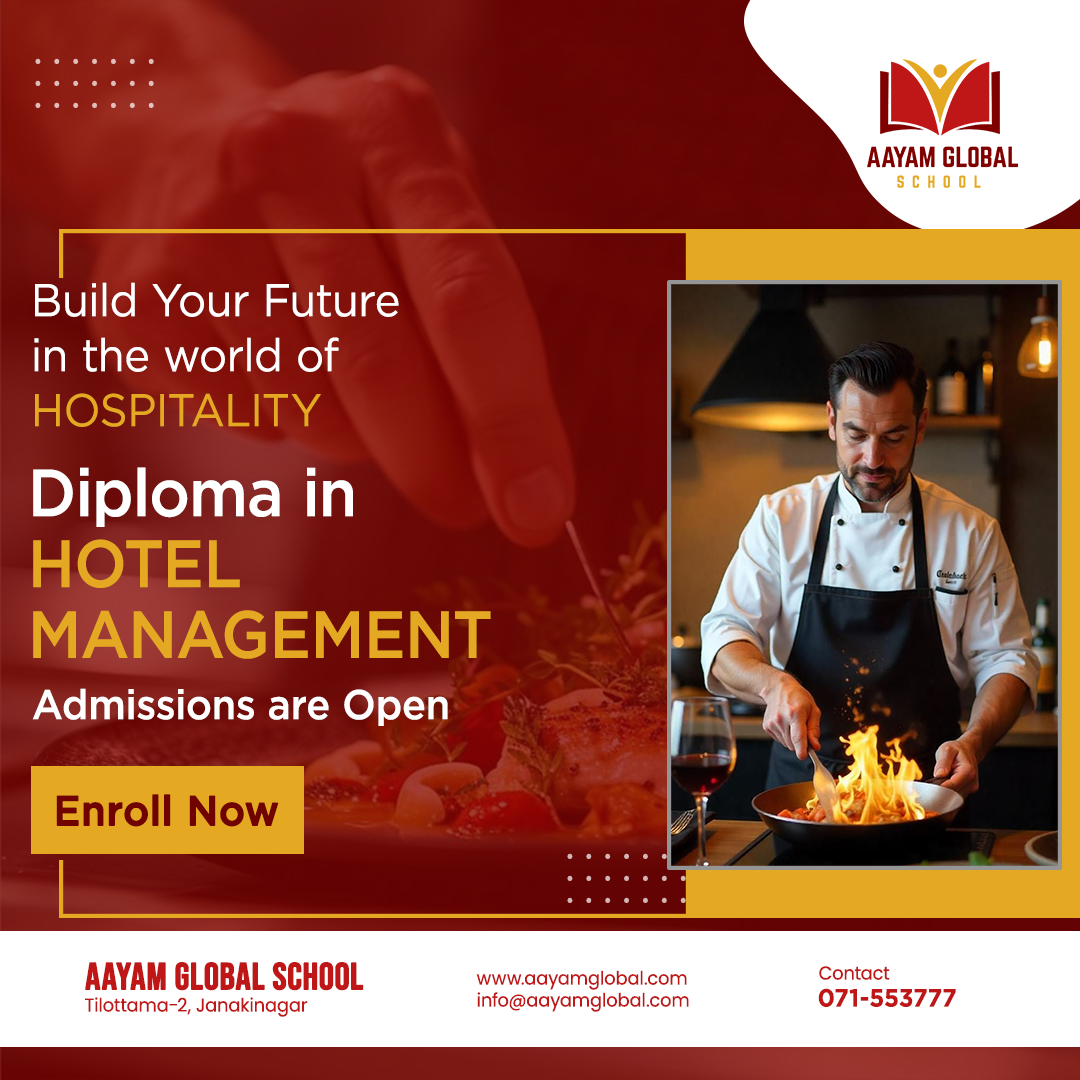 AAYAM GLOBAL
SCHOOL
Build Your Future
in the world of
HOSPITALITY
Diploma in
HOTEL
MANAGEMENT
Admissions are Open
Enroll Now
AAYAM GLOBAL SCHOOL
Tilottama-2, Janakinagar
www.aayamglobal.com
info@aayamglobal.com
Contact
071-553777